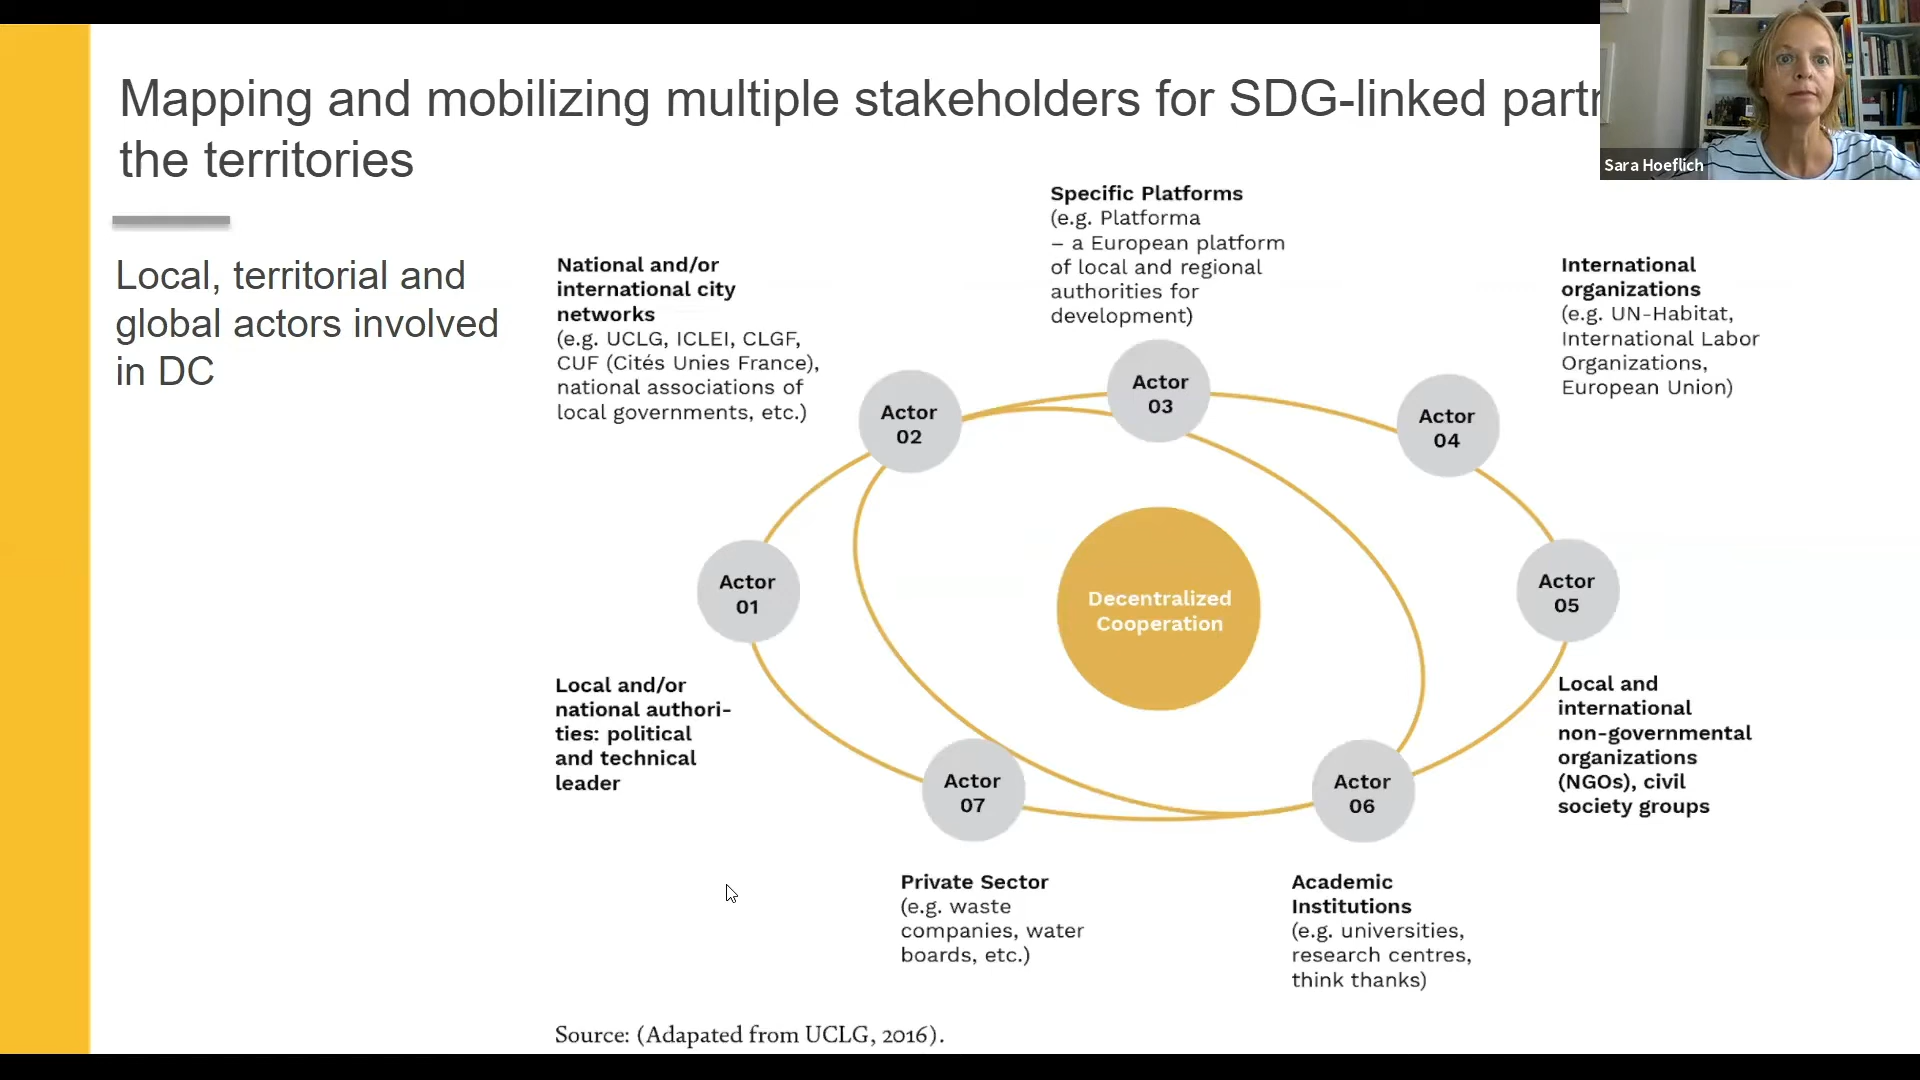 Mapping and mobilizing multiple stakeholders for SDG-linked
the territories
Sara Hoeflich
Local, territorial and
global actors involved
in DC
National and/or
international city
networks
(e.g. UCLG, ICLEI, CLGF,
CUF (Cités Unies France),
national associations of
local governments, etc.)
Specific Platforms
(e.g. Platforma
– a European platform
of local and regional
authorities for
development)
International
organizations
(e.g. UN-Habitat,
International Labor
Organizations,
European Union)
Actor
02
Actor
03
Actor
04
Actor
01
Decentralized
Cooperation
Actor
05
Local and/or
national authori-
ties: political
and technical
leader
Local and
international
non-governmental
organizations
(NGOs), civil
society groups
Actor
07
Actor
06
Private Sector
(e.g. waste
companies, water
boards, etc.)
Academic
Institutions
(e.g. universities,
research centres,
think thanks)
Source: (Adapated from UCLG, 2016).